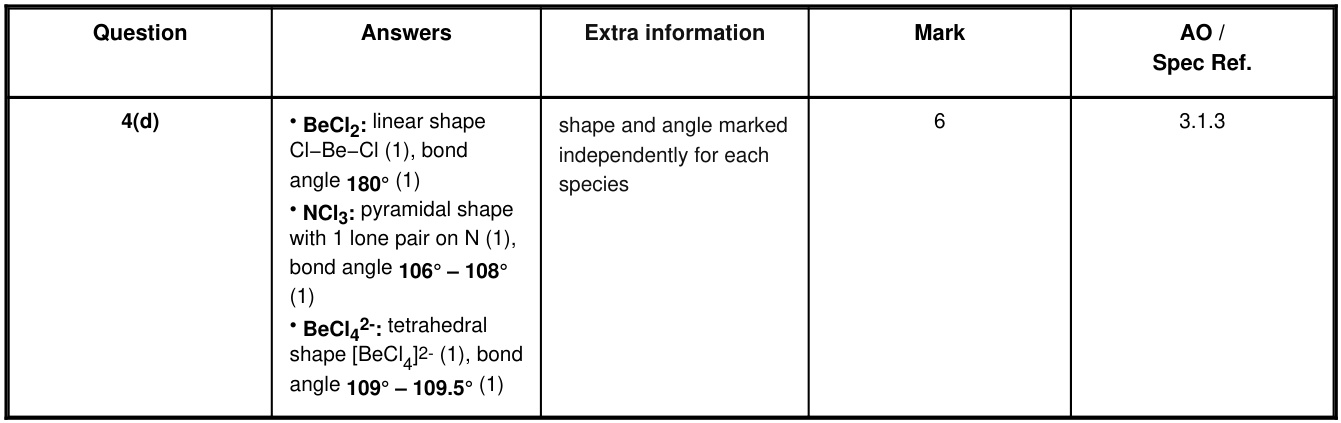 Question Answers Extra information Mark AO /
Spec Ref.
4(d)
• BeCl₂: linear shape
Cl–Be–Cl (1), bond
angle 180° (1)
• NCl₃: pyramidal shape
with 1 lone pair on N (1),
bond angle 106° – 108°
(1)
• BeCl₄²⁻: tetrahedral
shape [BeCl₄]²⁻ (1), bond
angle 109° – 109.5° (1)
shape and angle marked
independently for each
species
6
3.1.3